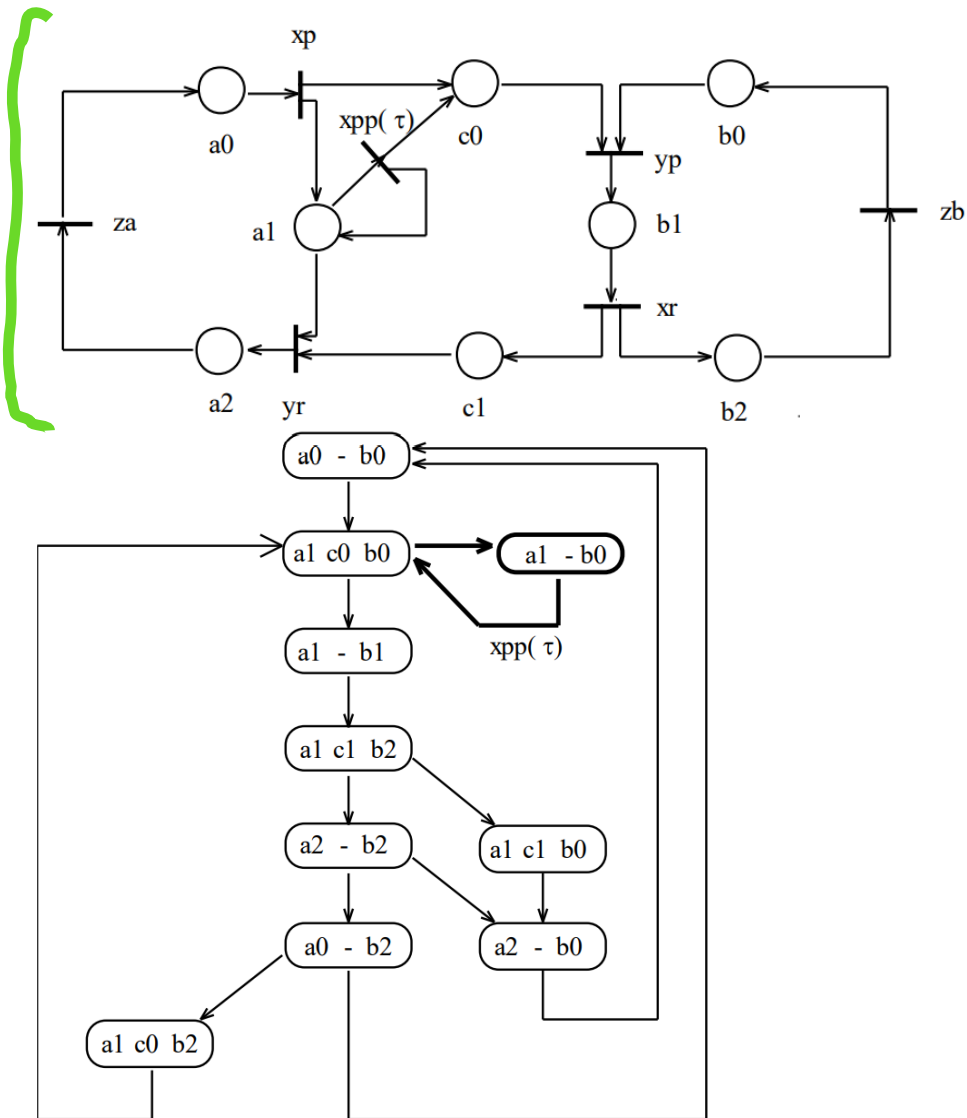 xp
xpp( τ)
a0
c0
b0
yp
za
a1
b1
zb
xr
a2
yr
c1
b2
a0 - b0
a1 c0 b0
a1 - b0
xpp( τ)
a1 - b1
a1 c1 b2
a2 - b2
a1 c1 b0
a0 - b2
a2 - b0
a1 c0 b2